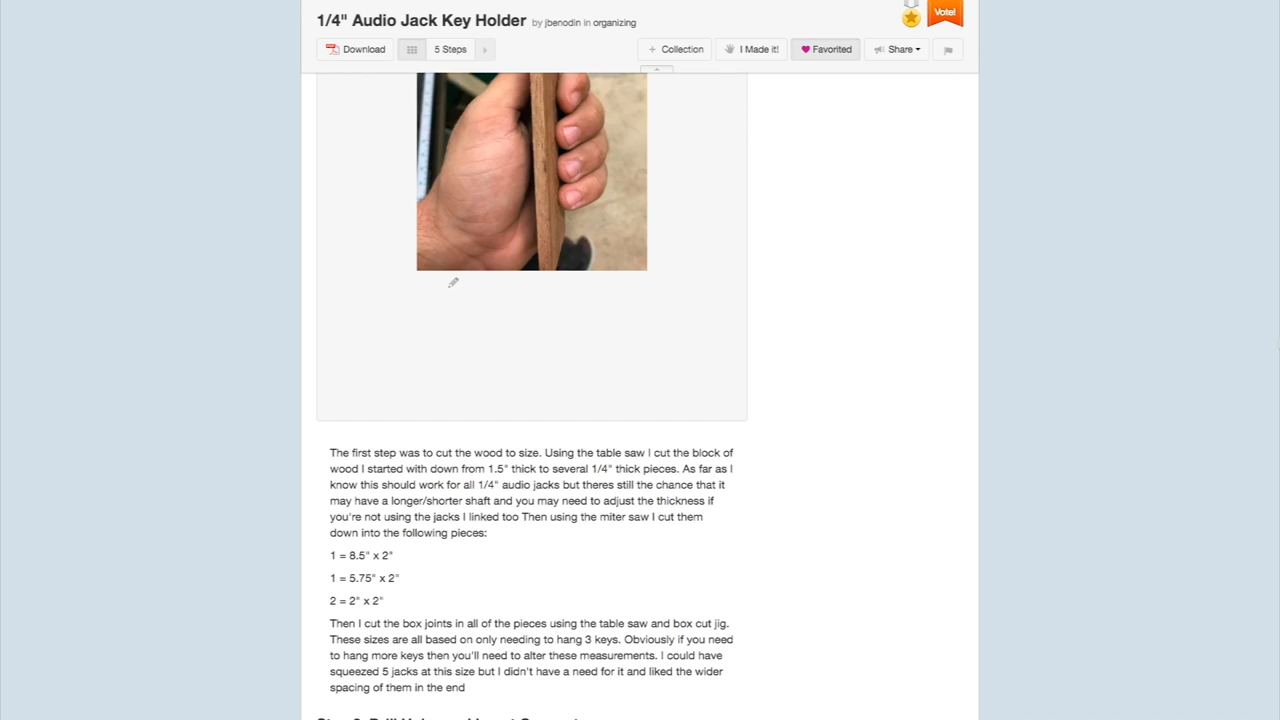 1/4" Audio Jack Key Holder by jbenodin in organizing
Vote!
Download 5 Steps + Collection I Made it! Favorited Share
The first step was to cut the wood to size. Using the table saw I cut the block of
wood I started with down from 1.5" thick to several 1/4" thick pieces. As far as I
know this should work for all 1/4" audio jacks but theres still the chance that it
may have a longer/shorter shaft and you may need to adjust the thickness if
you're not using the jacks I linked too Then using the miter saw I cut them
down into the following pieces:
1 = 8.5" x 2"
1 = 5.75" x 2"
2 = 2" x 2"
Then I cut the box joints in all of the pieces using the table saw and box cut jig.
These sizes are all based on only needing to hang 3 keys. Obviously if you need
to hang more keys then you'll need to alter these measurements. I could have
squeezed 5 jacks at this size but I didn't have a need for it and liked the wider
spacing of them in the end